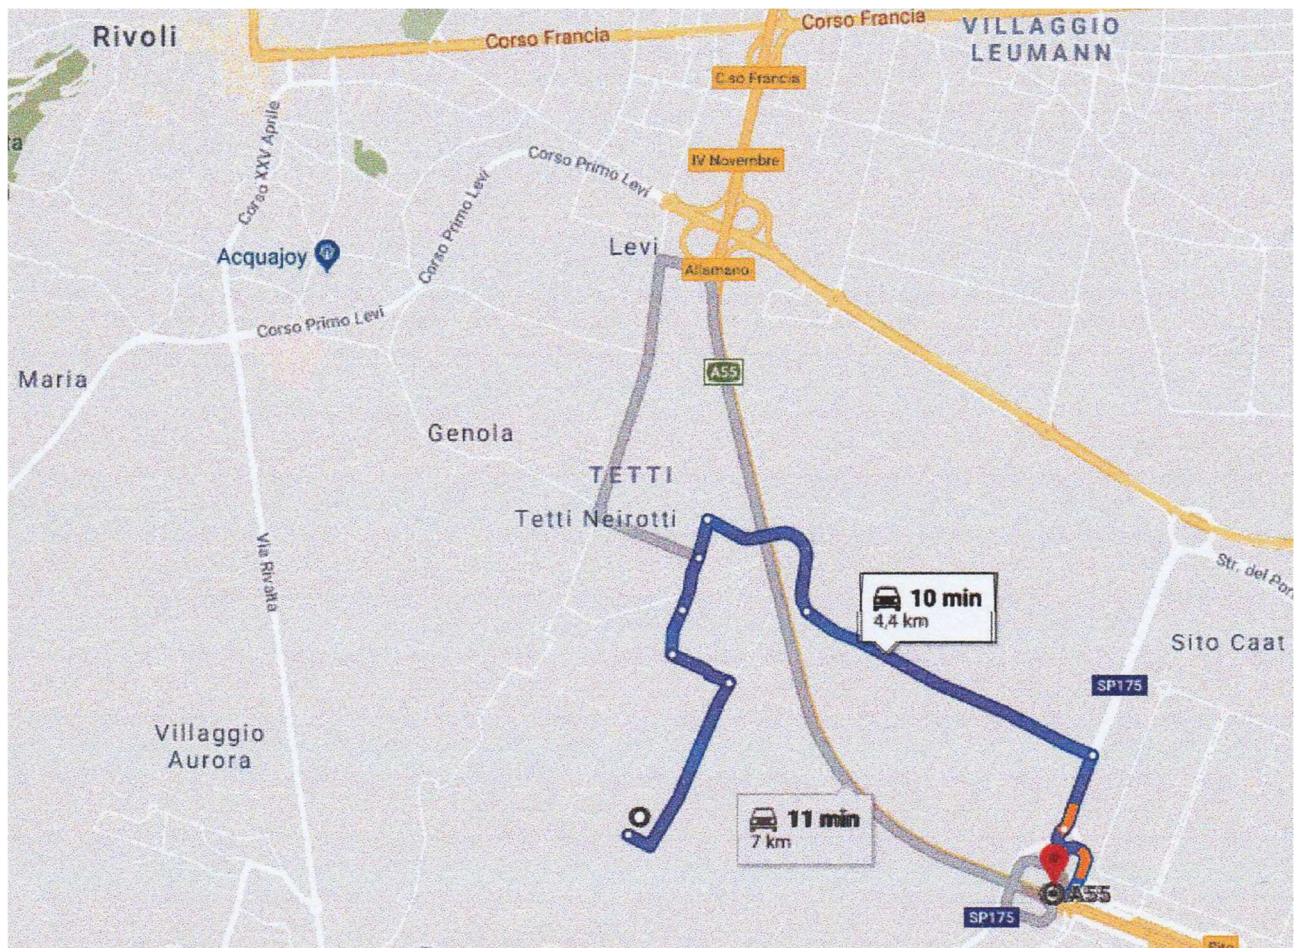 Rivoli
Corso Francia
Corso Francia
VILLAGGIO
LEUMANN
C.so Francia
Corso XXV Aprile
IV Novembre
Corso Primo Levi
Corso Primo Levi
Acquajoy
Levi
Allamano
Corso Primo Levi
A55
Maria
Genola
TETTI
Tetti Neirotti
Via Rivalta
Str. del Por
10 min
4,4 km
Sito Caat
SP175
Villaggio
Aurora
11 min
7 km
A55
SP175
Sito